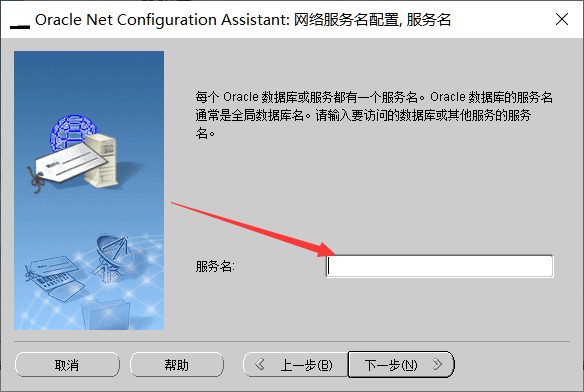 Oracle Net Configuration Assistant: 网络服务名配置, 服务名
每个 Oracle 数据库或服务都有一个服务名。Oracle 数据库的服务名
通常是全局数据库名。请输入要访问的数据库或其他服务的服务
名。
服务名:
取消 帮助 上一步(B) 下一步(N)